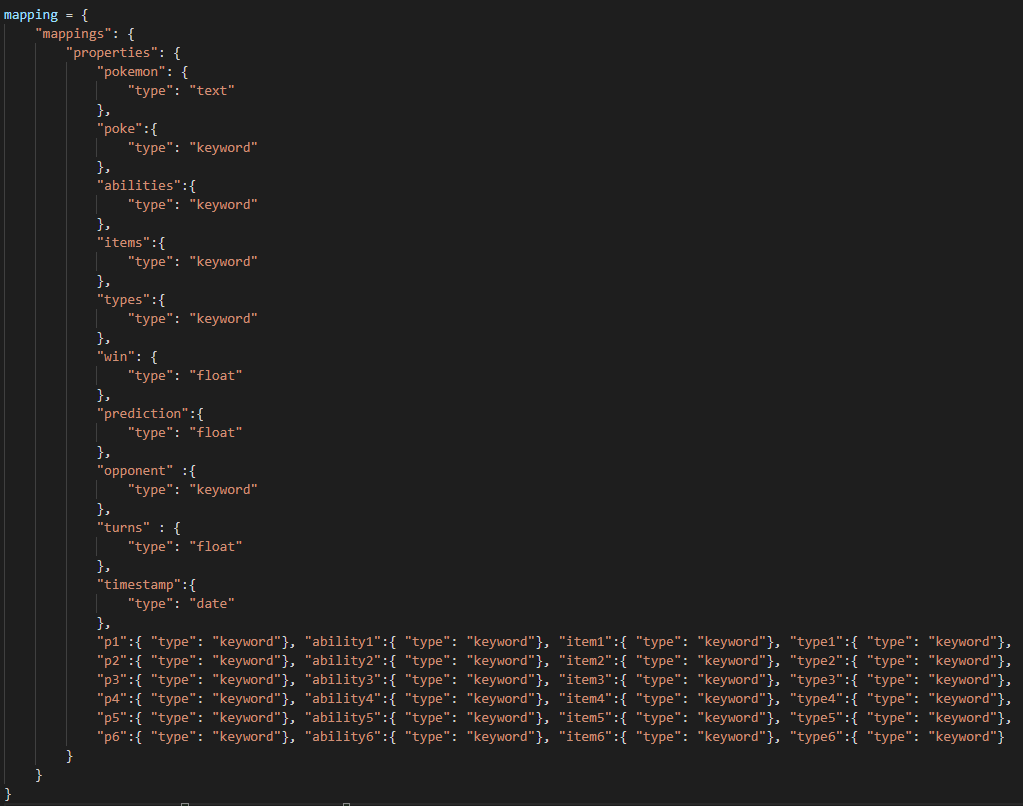 mapping = {
    "mappings": {
        "properties": {
            "pokemon": {
                "type": "text"
            },
            "poke":{
                "type": "keyword"
            },
            "abilities":{
                "type": "keyword"
            },
            "items":{
                "type": "keyword"
            },
            "types":{
                "type": "keyword"
            },
            "win": {
                "type": "float"
            },
            "prediction":{
                "type": "float"
            },
            "opponent" :{
                "type": "keyword"
            },
            "turns" : {
                "type": "float"
            },
            "timestamp":{
                "type": "date"
            },
            "p1":{ "type": "keyword"}, "ability1":{ "type": "keyword"}, "item1":{ "type": "keyword"}, "type1":{ "type": "keyword"},
            "p2":{ "type": "keyword"}, "ability2":{ "type": "keyword"}, "item2":{ "type": "keyword"}, "type2":{ "type": "keyword"},
            "p3":{ "type": "keyword"}, "ability3":{ "type": "keyword"}, "item3":{ "type": "keyword"}, "type3":{ "type": "keyword"},
            "p4":{ "type": "keyword"}, "ability4":{ "type": "keyword"}, "item4":{ "type": "keyword"}, "type4":{ "type": "keyword"},
            "p5":{ "type": "keyword"}, "ability5":{ "type": "keyword"}, "item5":{ "type": "keyword"}, "type5":{ "type": "keyword"},
            "p6":{ "type": "keyword"}, "ability6":{ "type": "keyword"}, "item6":{ "type": "keyword"}, "type6":{ "type": "keyword"}
        }
    }
}